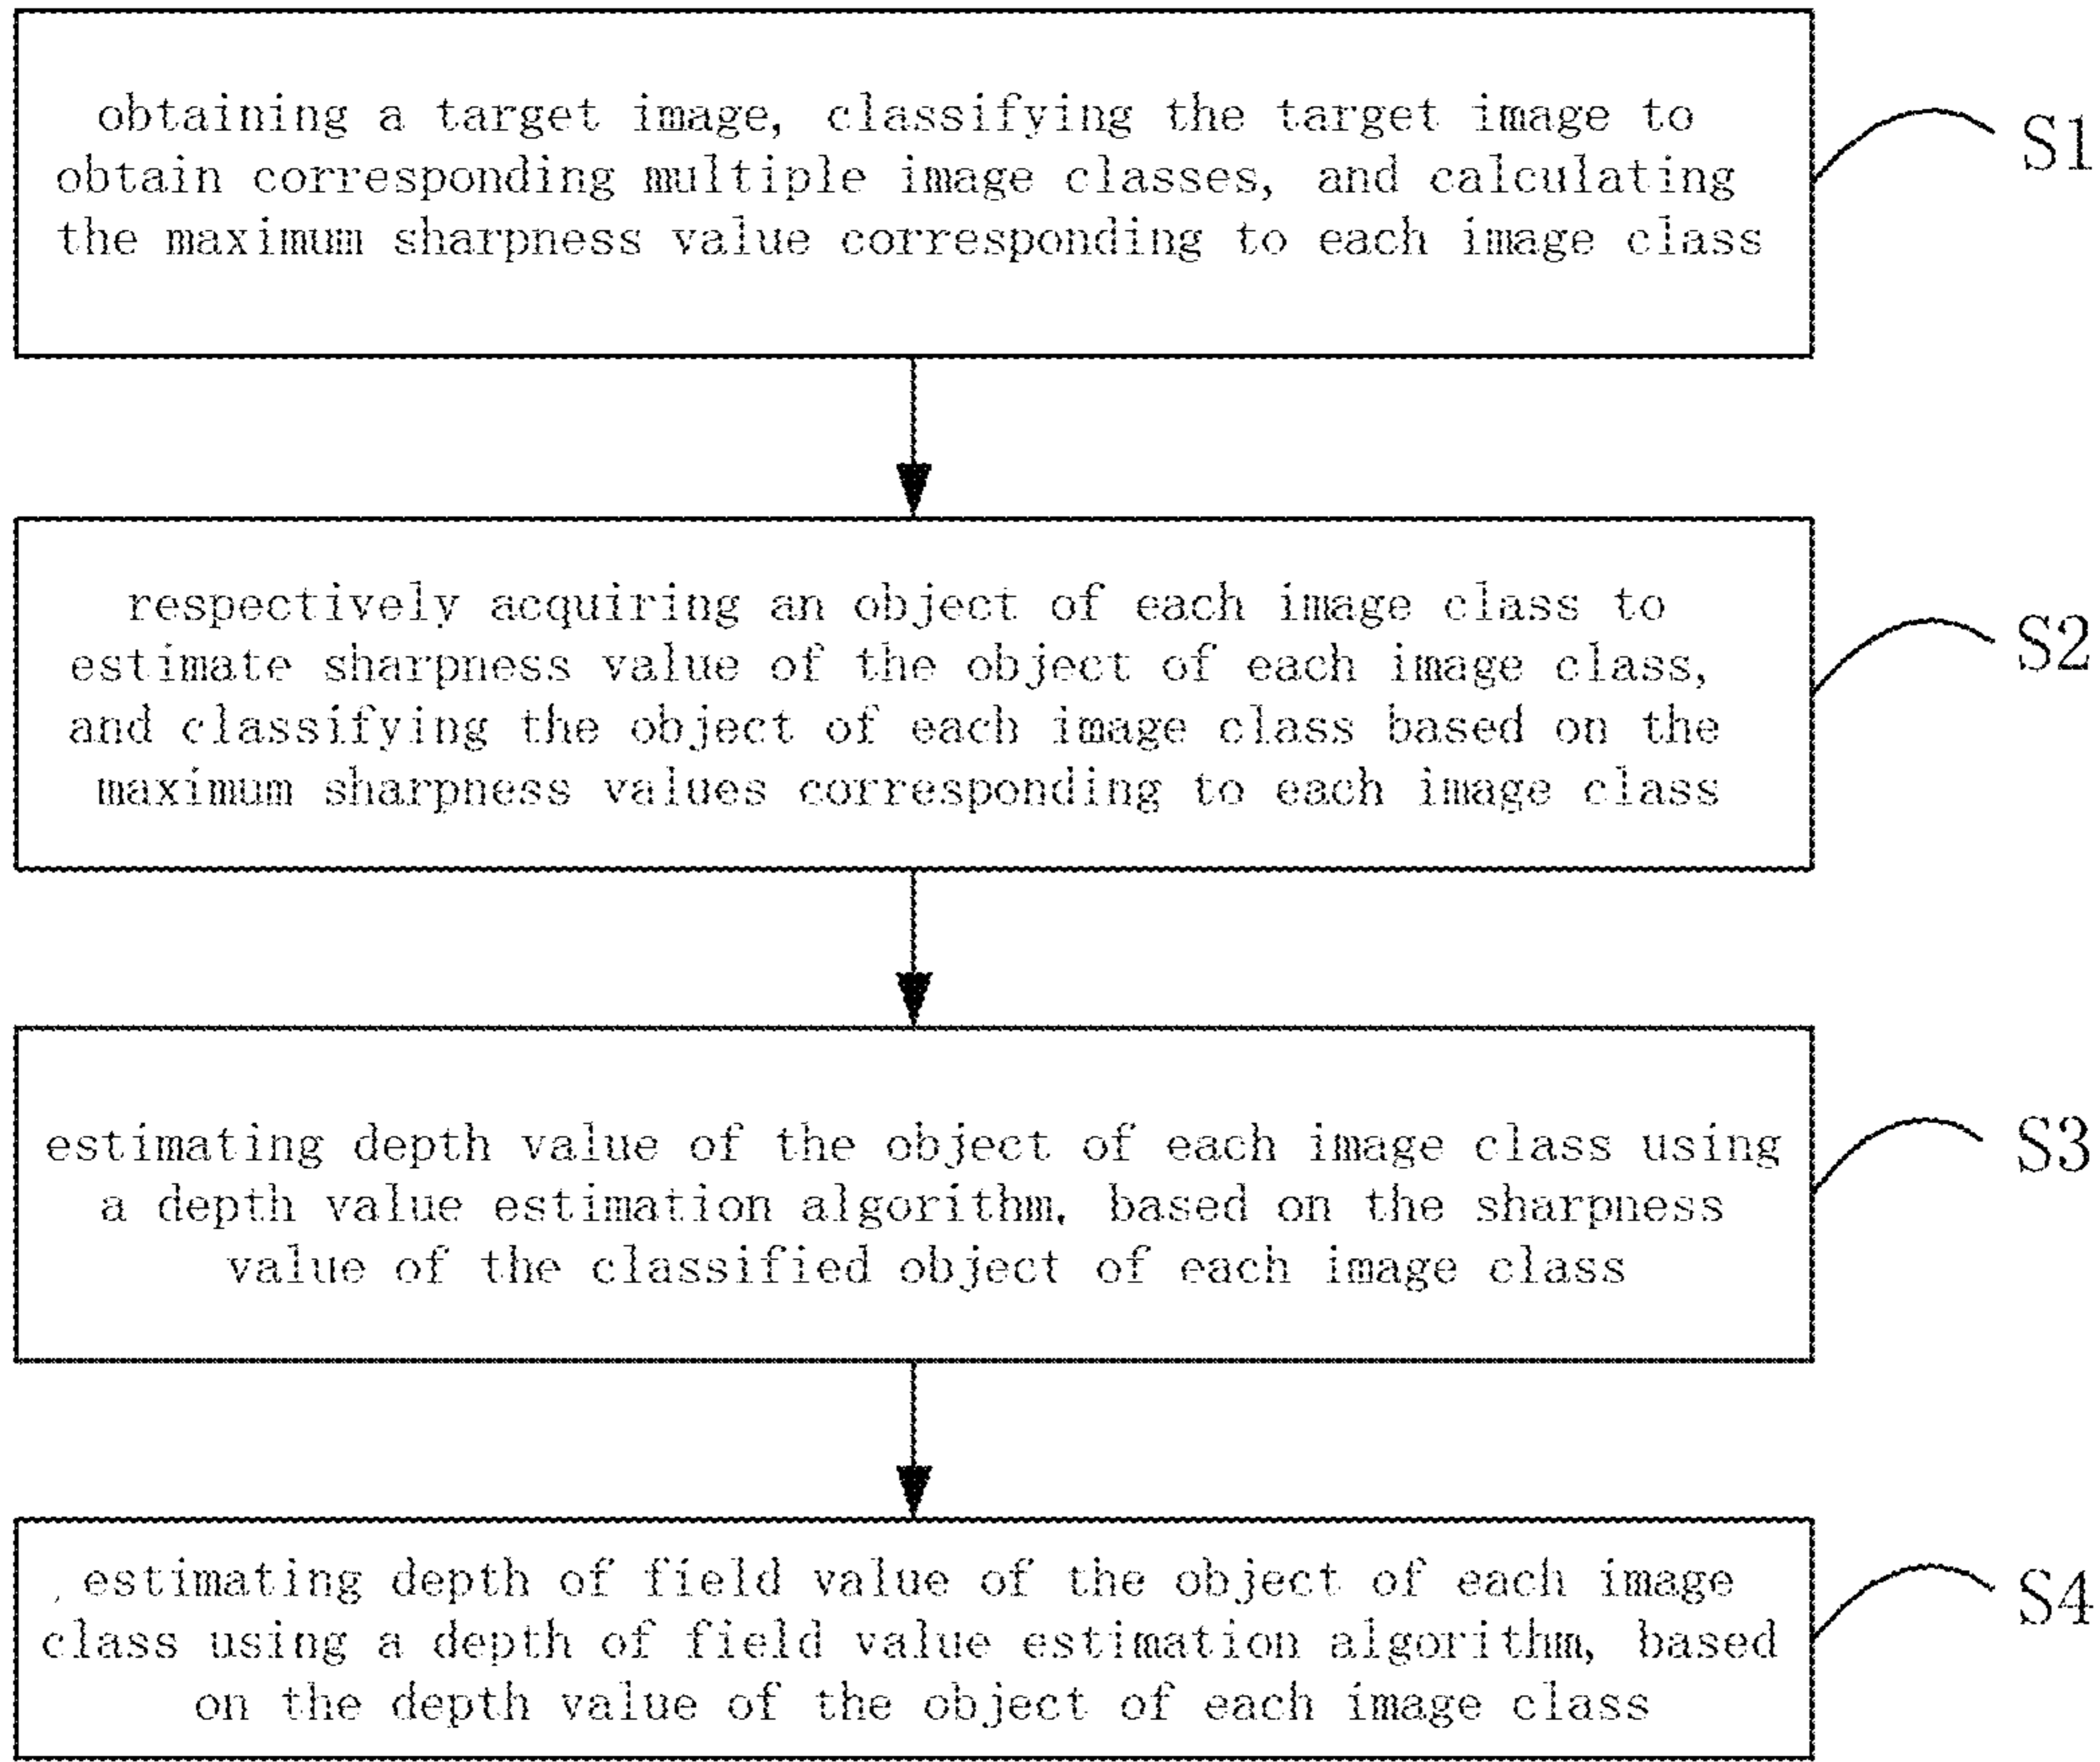 obtaining a target image, classifying the target image to
obtain corresponding multiple image classes, and calculating
the maximum sharpness value corresponding to each image class
S1
respectively acquiring an object of each image class to
estimate sharpness value of the object of each image class,
and classifying the object of each image class based on the
maximum sharpness values corresponding to each image class
S2
estimating depth value of the object of each image class using
a depth value estimation algorithm, based on the sharpness
value of the classified object of each image class
S3
estimating depth of field value of the object of each image
class using a depth of field value estimation algorithm, based
on the depth value of the object of each image class
S4